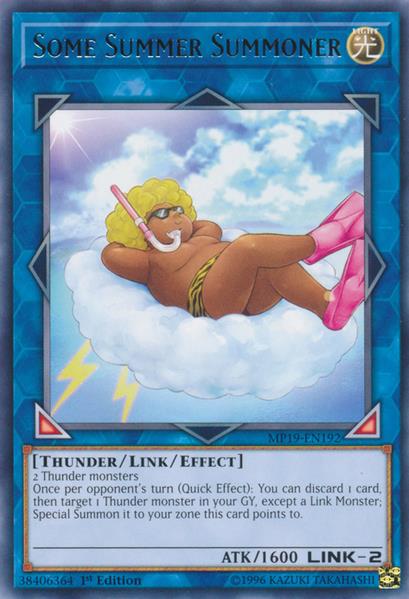 SOME SUMMER SUMMONER
LIGHT
光
MP19-EN192
[THUNDER/LINK/EFFECT]
2 Thunder monsters
Once per opponent's turn (Quick Effect): You can discard 1 card,
then target 1 Thunder monster in your GY, except a Link Monster;
Special Summon it to your zone this card points to.
ATK/1600 LINK-2
38406364 1st Edition ©1996 KAZUKI TAKAHASHI